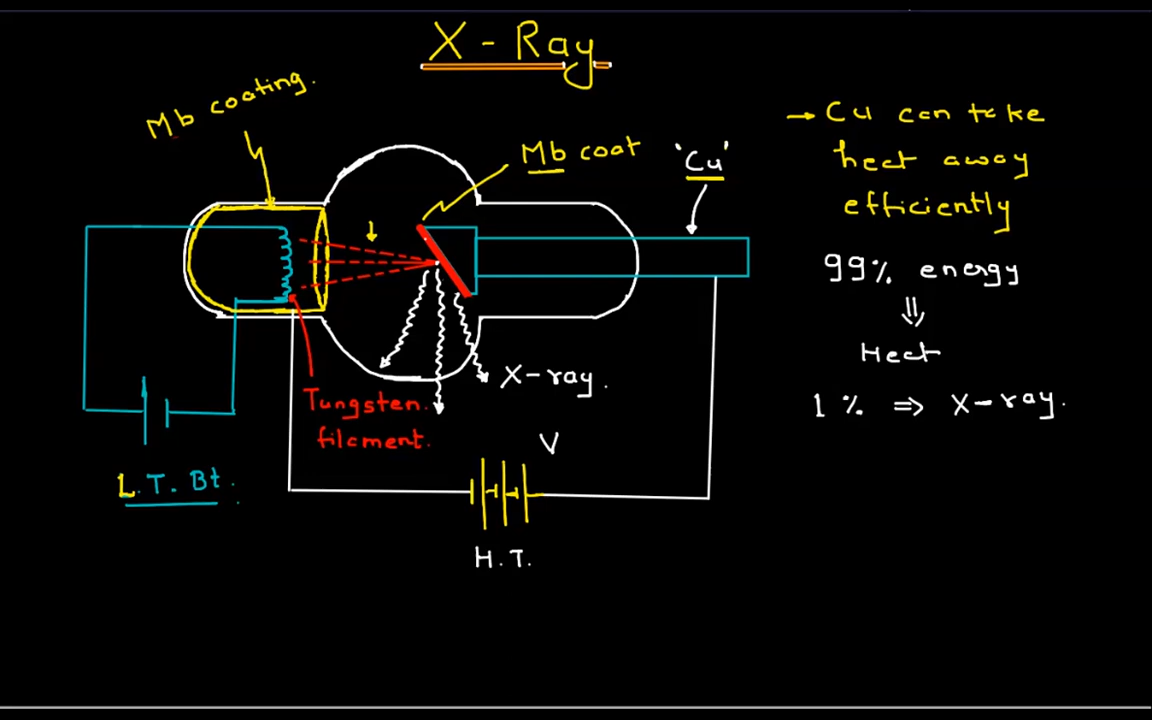 X - Ray
Mb coating.
Mb coat
'Cu'
→ Cu can take
heat away
efficiently
99% energy
⇓
Heat
1 % ⇒ X-ray.
X-ray.
Tungsten.
filament.
L.T. Bt.
V
H.T.